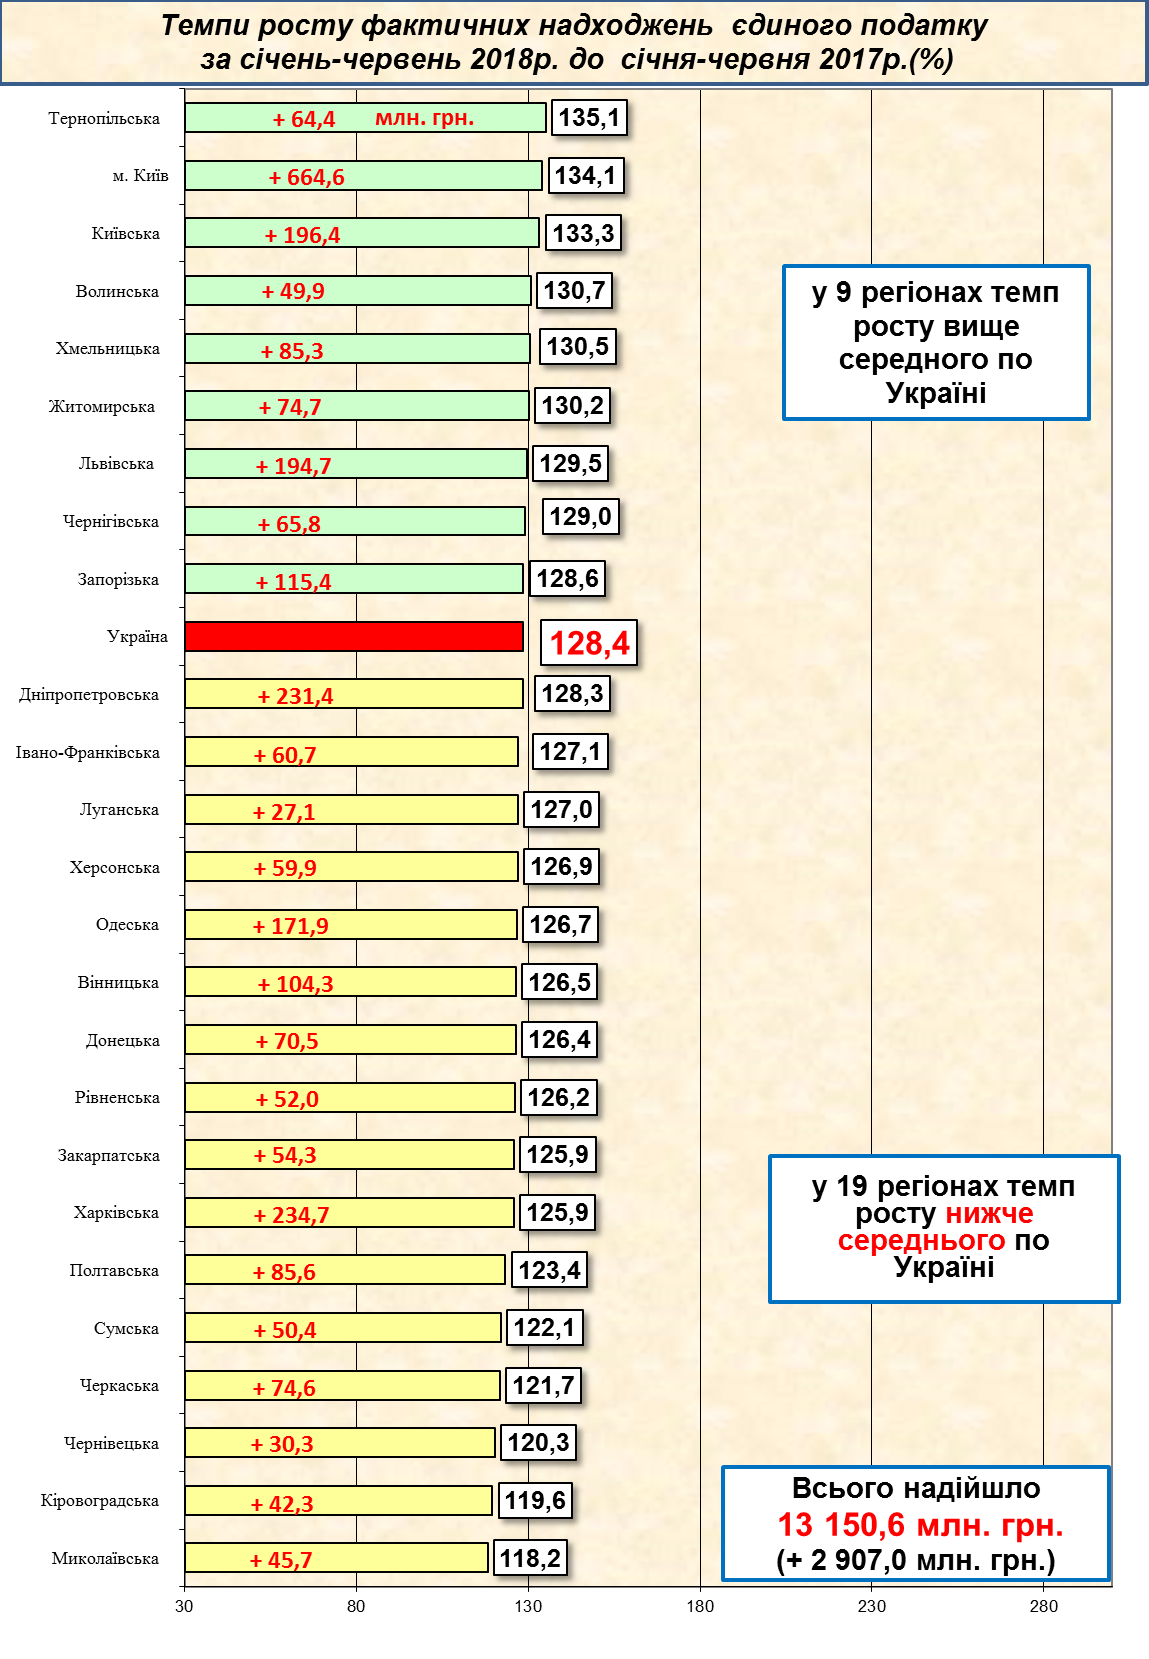 Темпи росту фактичних надходжень єдиного податку
за січень-червень 2018р. до січня-червня 2017р.(%)
Тернопільська + 64,4 млн. грн. 135,1
м. Київ + 664,6 134,1
Київська + 196,4 133,3
Волинська + 49,9 130,7
Хмельницька + 85,3 130,5
Житомирська + 74,7 130,2
Львівська + 194,7 129,5
Чернігівська + 65,8 129,0
Запорізька + 115,4 128,6
Україна 128,4
Дніпропетровська + 231,4 128,3
Івано-Франківська + 60,7 127,1
Луганська + 27,1 127,0
Херсонська + 59,9 126,9
Одеська + 171,9 126,7
Вінницька + 104,3 126,5
Донецька + 70,5 126,4
Рівненська + 52,0 126,2
Закарпатська + 54,3 125,9
Харківська + 234,7 125,9
Полтавська + 85,6 123,4
Сумська + 50,4 122,1
Черкаська + 74,6 121,7
Чернівецька + 30,3 120,3
Кіровоградська + 42,3 119,6
Миколаївська + 45,7 118,2
30 80 130 180 230 280
у 9 регіонах темп
росту вище
середного по
Україні
у 19 регіонах темп
росту нижче
середнього по
Україні
Всього надійшло
13 150,6 млн. грн.
(+ 2 907,0 млн. грн.)